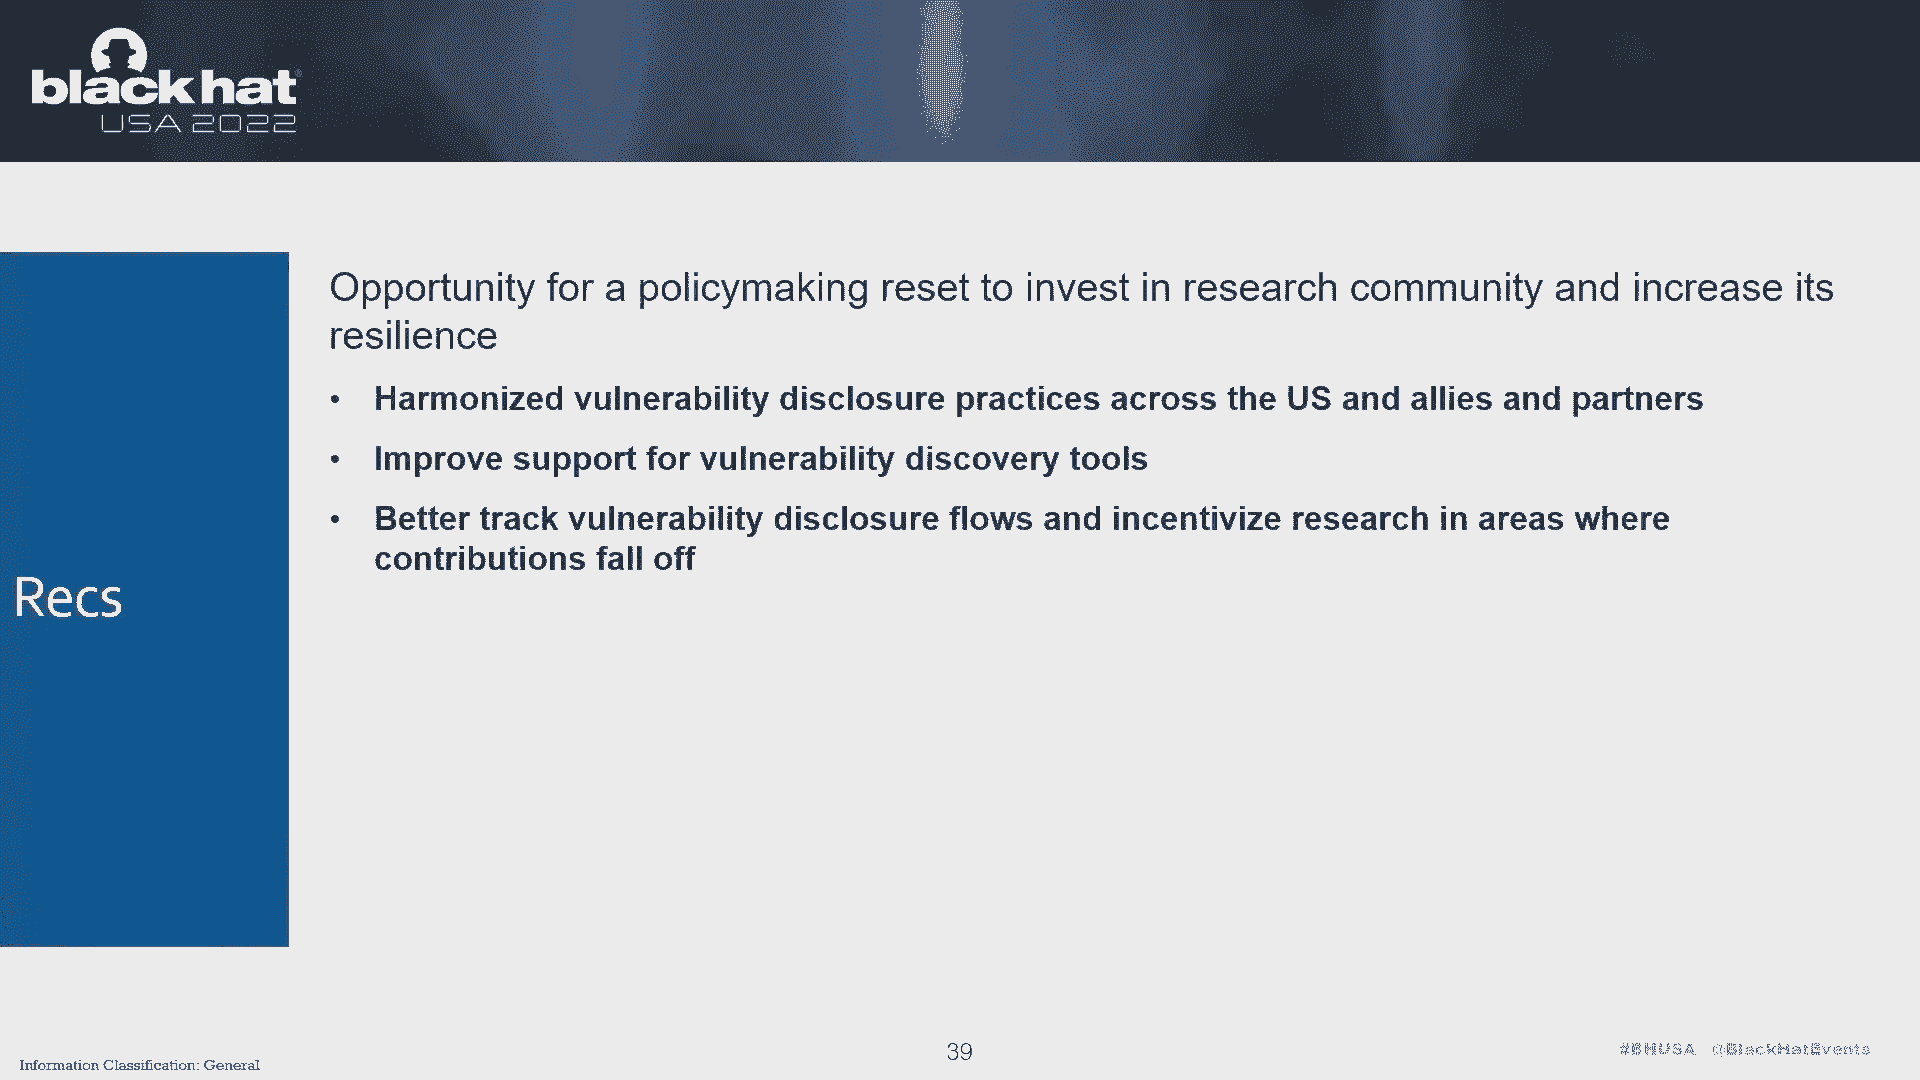 black hat
USA 2022
Opportunity for a policymaking reset to invest in research community and increase its
resilience
• Harmonized vulnerability disclosure practices across the US and allies and partners
• Improve support for vulnerability discovery tools
• Better track vulnerability disclosure flows and incentivize research in areas where
contributions fall off
Recs
39
#BHUSA @BlackHatEvents
Information Classification: General